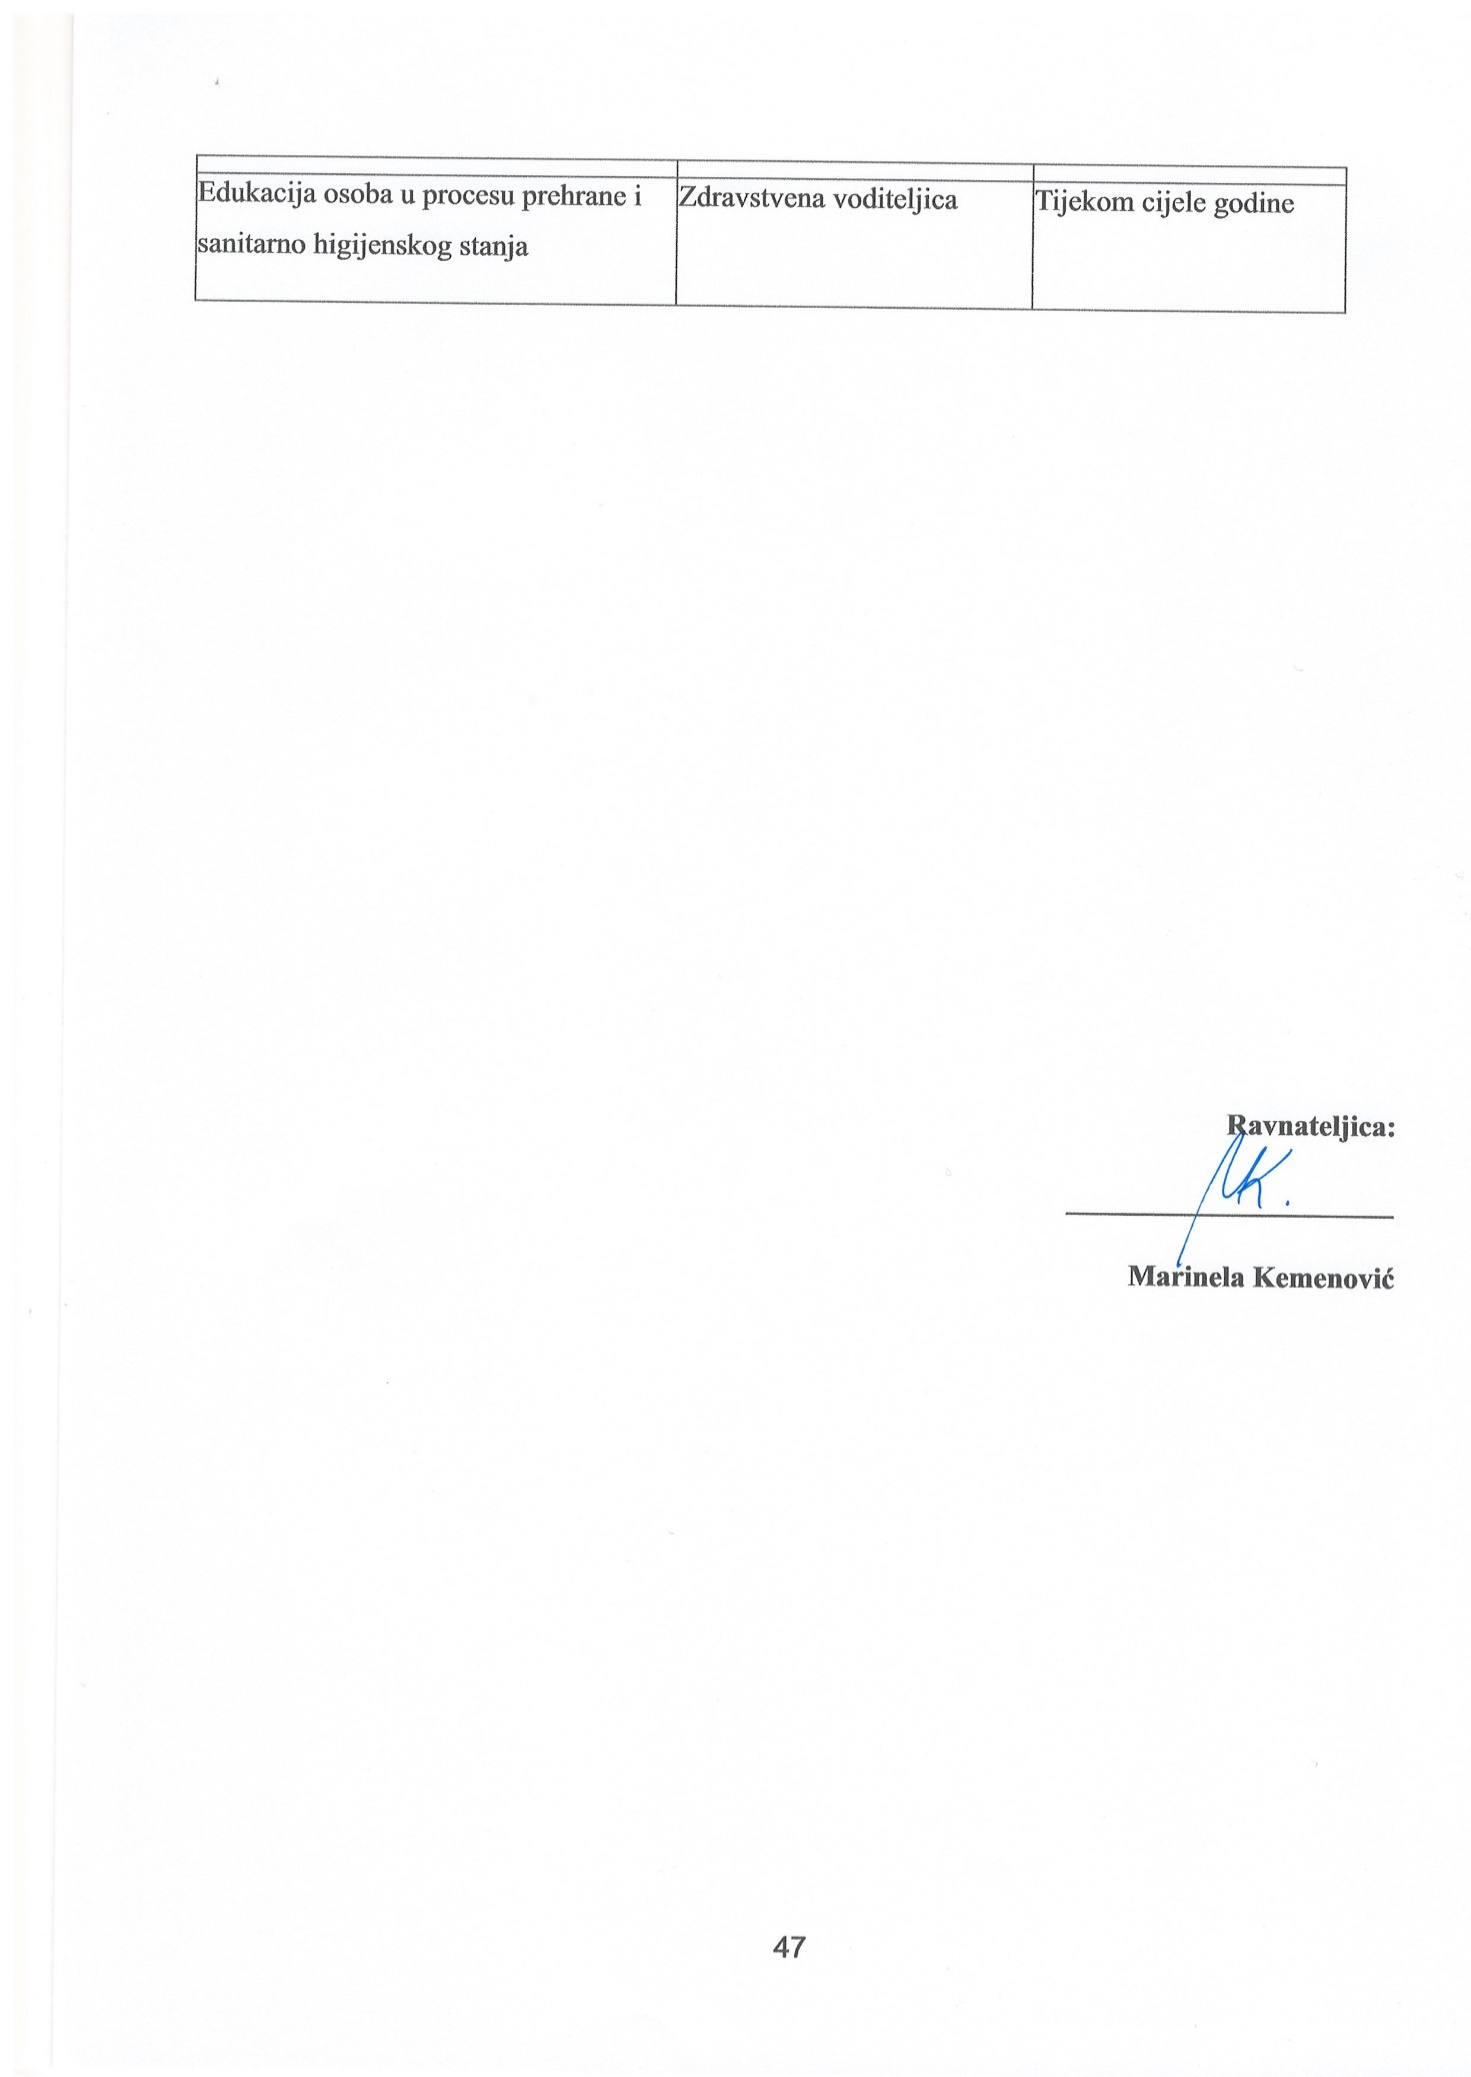 Edukacija osoba u procesu prehrane i
sanitarno higijenskog stanja
Zdravstvena voditeljica
Tijekom cijele godine
Ravnateljica:
Marinela Kemenović
47